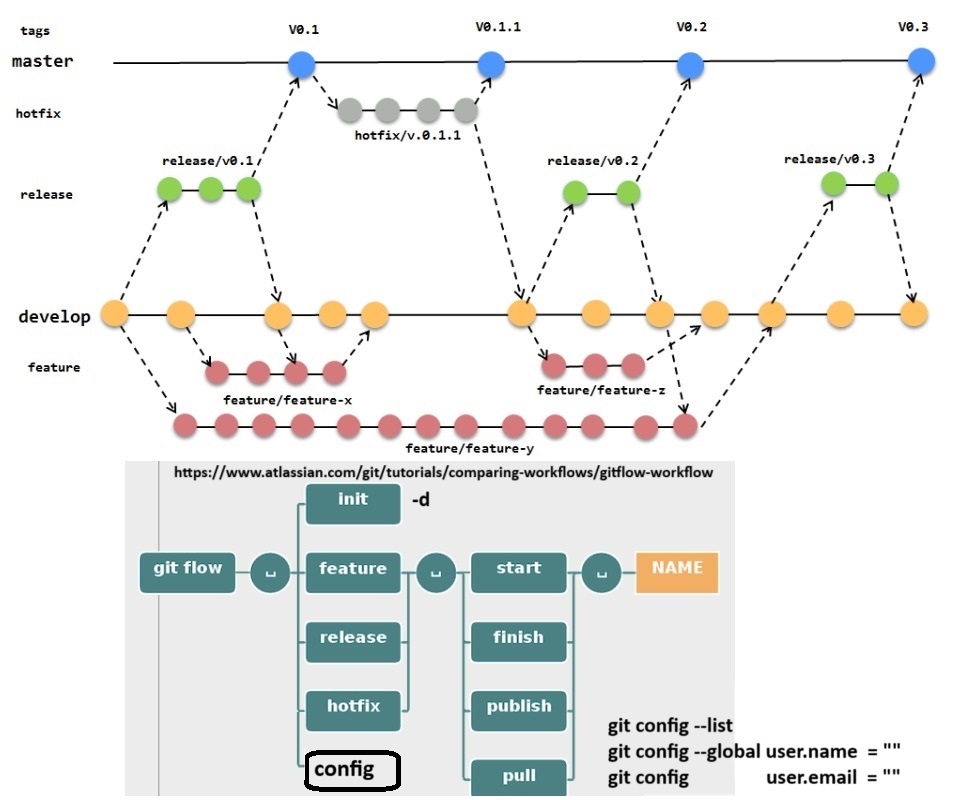 tags
V0.1
V0.1.1
V0.2
V0.3
master
hotfix
hotfix/v.0.1.1
release/v0.1
release/v0.2
release/v0.3
release
develop
feature
feature/feature-x
feature/feature-z
feature/feature-y
https://www.atlassian.com/git/tutorials/comparing-workflows/gitflow-workflow
init
-d
git flow
␣
feature
␣
start
␣
NAME
release
finish
hotfix
publish
config
pull
git config --list
git config --global user.name = ""
git config user.email = ""